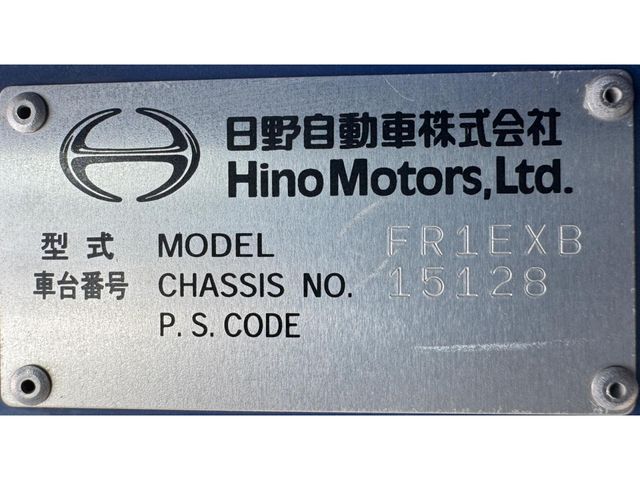 日野自動車株式会社
Hino Motors, Ltd.
型式 MODEL FR1EXB
車台番号 CHASSIS NO. 15128
P. S. CODE